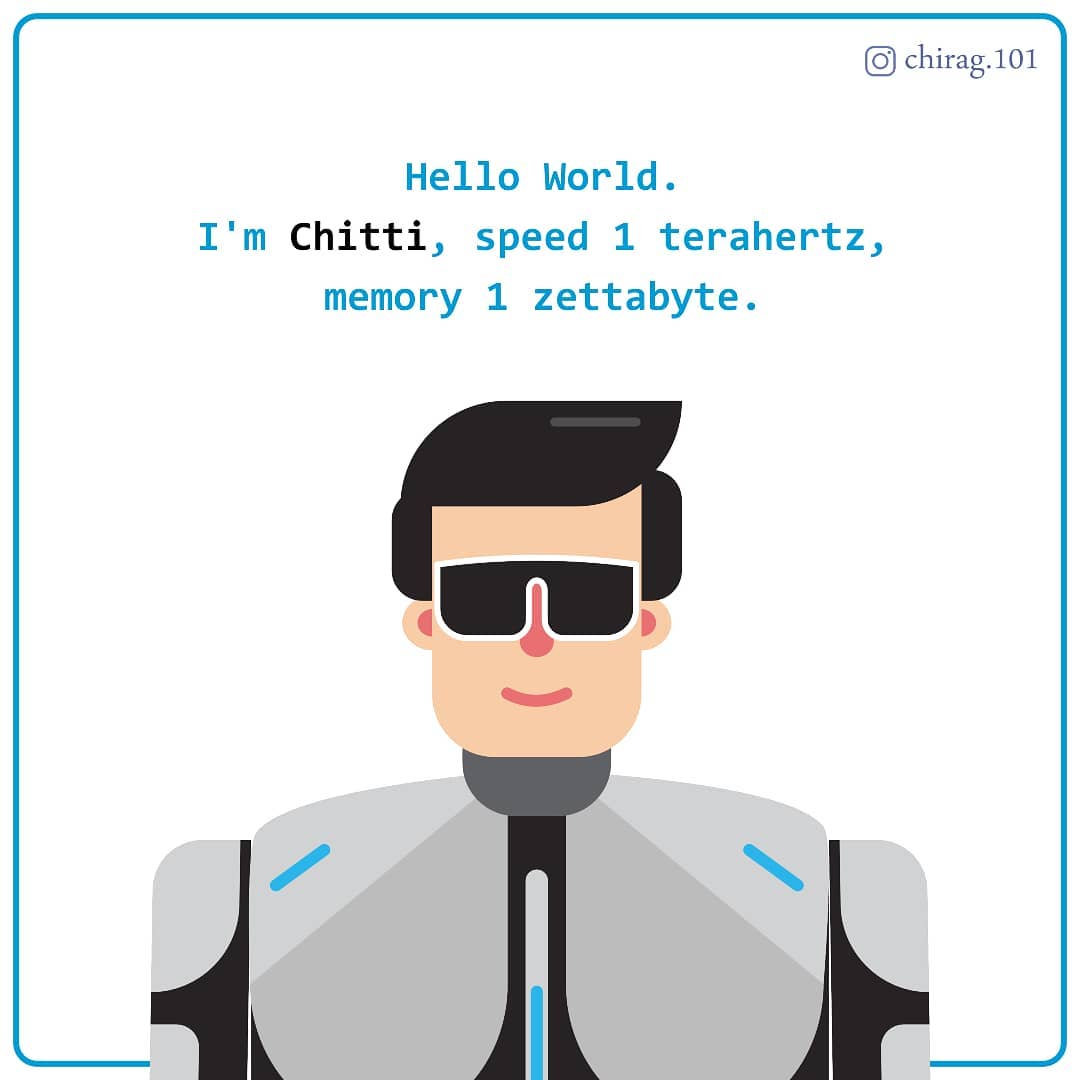 chirag.101
Hello World.
I'm Chitti, speed 1 terahertz,
memory 1 zettabyte.